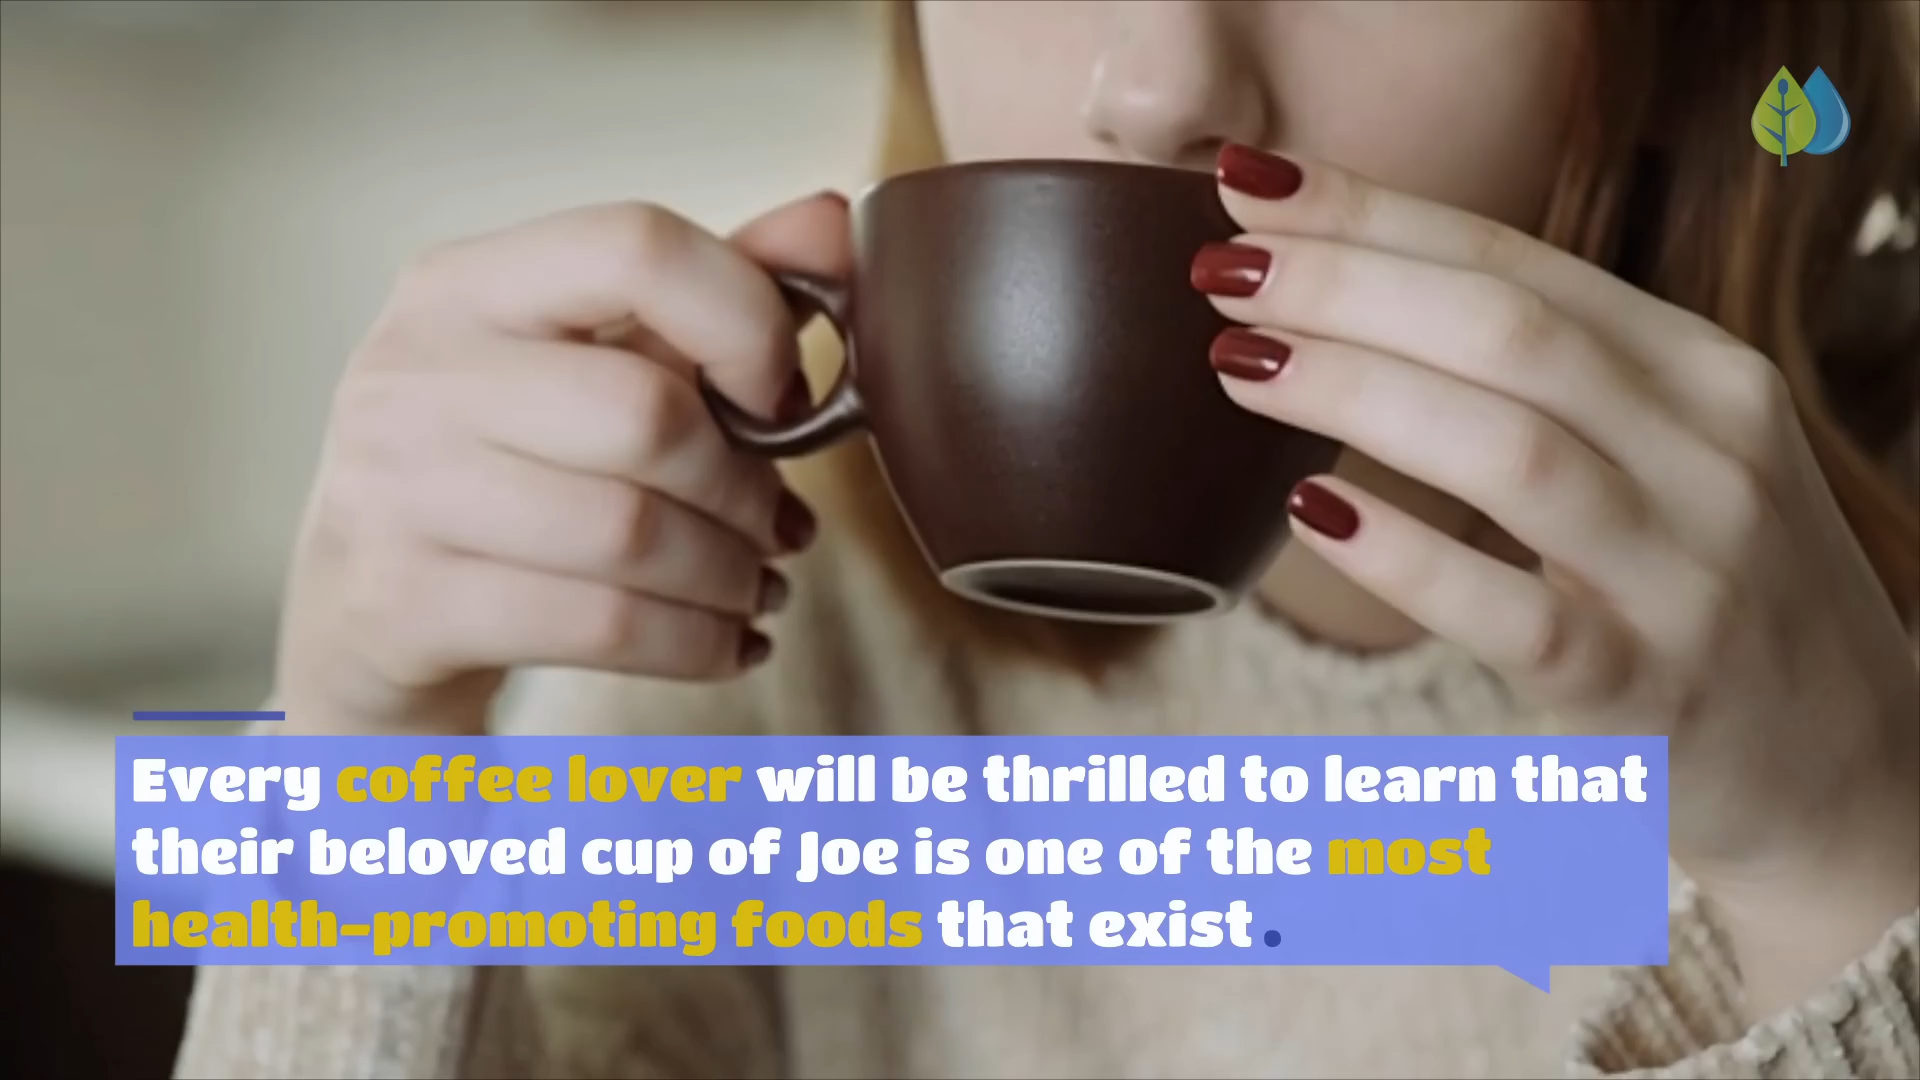 Every coffee lover will be thrilled to learn that
their beloved cup of Joe is one of the most
health-promoting foods that exist.